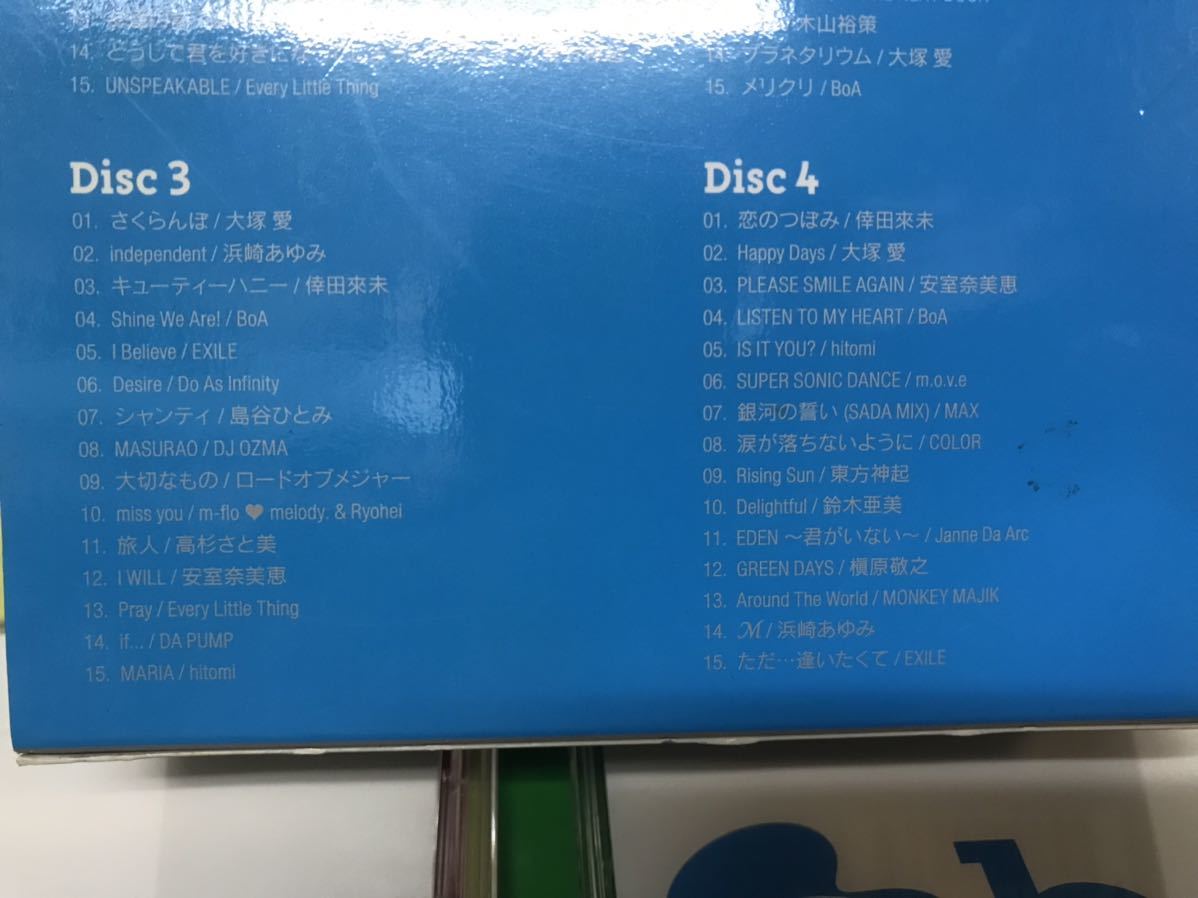 14. どうして君を好きにな
15. UNSPEAKABLE / Every Little Thing
木山裕策
14. プラネタリウム / 大塚 愛
15. メリクリ / BoA
Disc 3
01. さくらんぼ / 大塚 愛
02. independent / 浜崎あゆみ
03. キューティーハニー / 倖田來未
04. Shine We Are! / BoA
05. I Believe / EXILE
06. Desire / Do As Infinity
07. シャンティ / 島谷ひとみ
08. MASURAO / DJ OZMA
09. 大切なもの / ロードオブメジャー
10. miss you / m-flo ♥ melody. & Ryohei
11. 旅人 / 高杉さと美
12. I WILL / 安室奈美恵
13. Pray / Every Little Thing
14. if... / DA PUMP
15. MARIA / hitomi
Disc 4
01. 恋のつぼみ / 倖田來未
02. Happy Days / 大塚 愛
03. PLEASE SMILE AGAIN / 安室奈美恵
04. LISTEN TO MY HEART / BoA
05. IS IT YOU? / hitomi
06. SUPER SONIC DANCE / m.o.v.e
07. 銀河の誓い (SADA MIX) / MAX
08. 涙が落ちないように / COLOR
09. Rising Sun / 東方神起
10. Delightful / 鈴木亜美
11. EDEN ~君がいない~ / Janne Da Arc
12. GREEN DAYS / 槇原敬之
13. Around The World / MONKEY MAJIK
14. M / 浜崎あゆみ
15. ただ…逢いたくて / EXILE